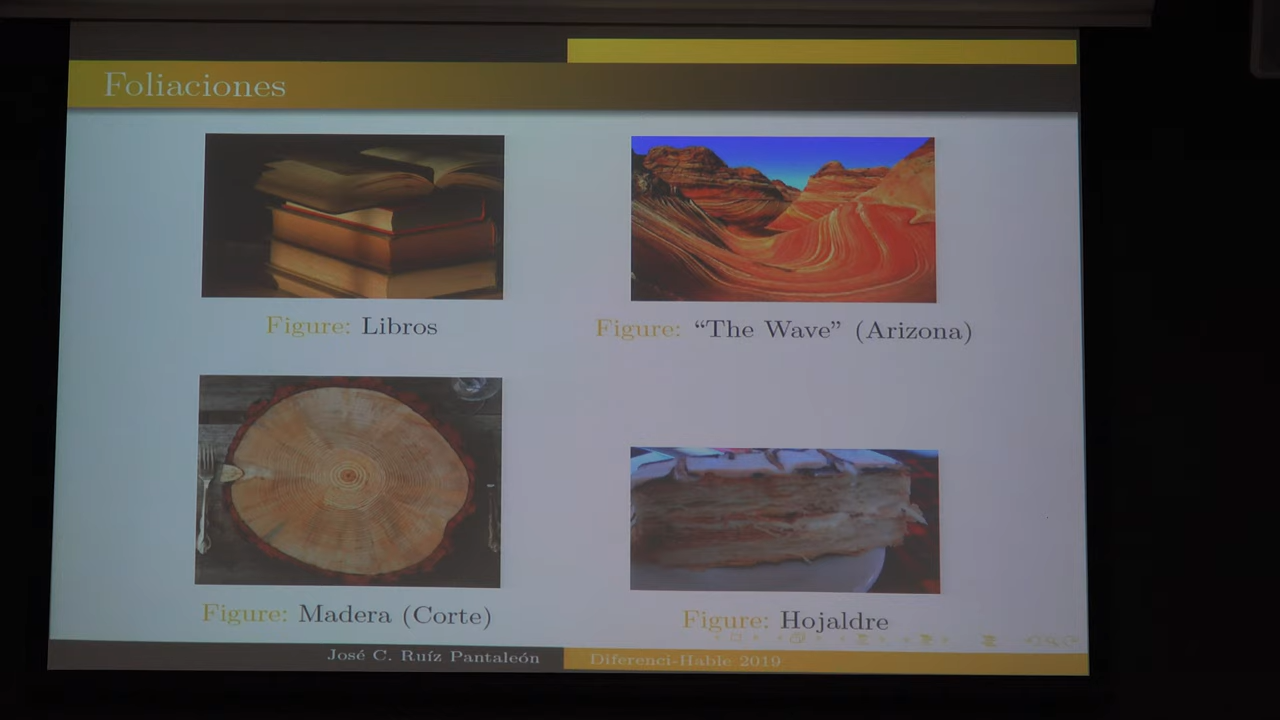 Foliaciones
Figure: Libros
Figure: “The Wave” (Arizona)
Figure: Madera (Corte)
Figure: Hojaldre
José C. Ruíz Pantaleón
Diferenci-Hable 2019